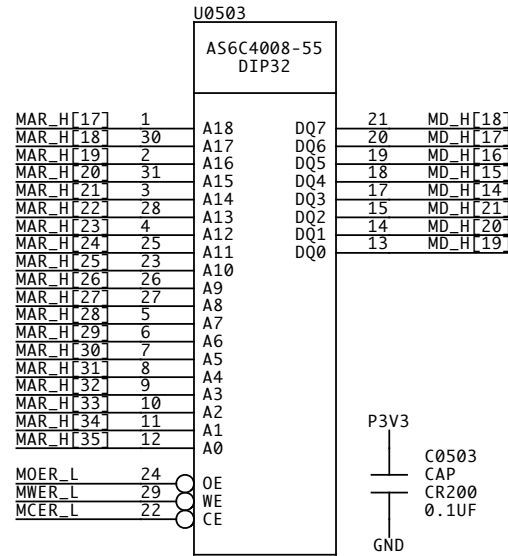 U0503
AS6C4008-55
DIP32
MAR_H[17] 1 A18 DQ7 21 MD_H[18]
MAR_H[18] 30 A17 DQ6 20 MD_H[17]
MAR_H[19] 2 A16 DQ5 19 MD_H[16]
MAR_H[20] 31 A15 DQ4 18 MD_H[15]
MAR_H[21] 3 A14 DQ3 17 MD_H[14]
MAR_H[22] 28 A13 DQ2 15 MD_H[21]
MAR_H[23] 4 A12 DQ1 14 MD_H[20]
MAR_H[24] 25 A11 DQ0 13 MD_H[19]
MAR_H[25] 23 A10
MAR_H[26] 26 A9
MAR_H[27] 27 A8
MAR_H[28] 5 A7
MAR_H[29] 6 A6
MAR_H[30] 7 A5
MAR_H[31] 8 A4
MAR_H[32] 9 A3
MAR_H[33] 10 A2
MAR_H[34] 11 A1
MAR_H[35] 12 A0
MOER_L 24 OE
MWER_L 29 WE
MCER_L 22 CE
P3V3
C0503
CAP
CR200
0.1UF
GND